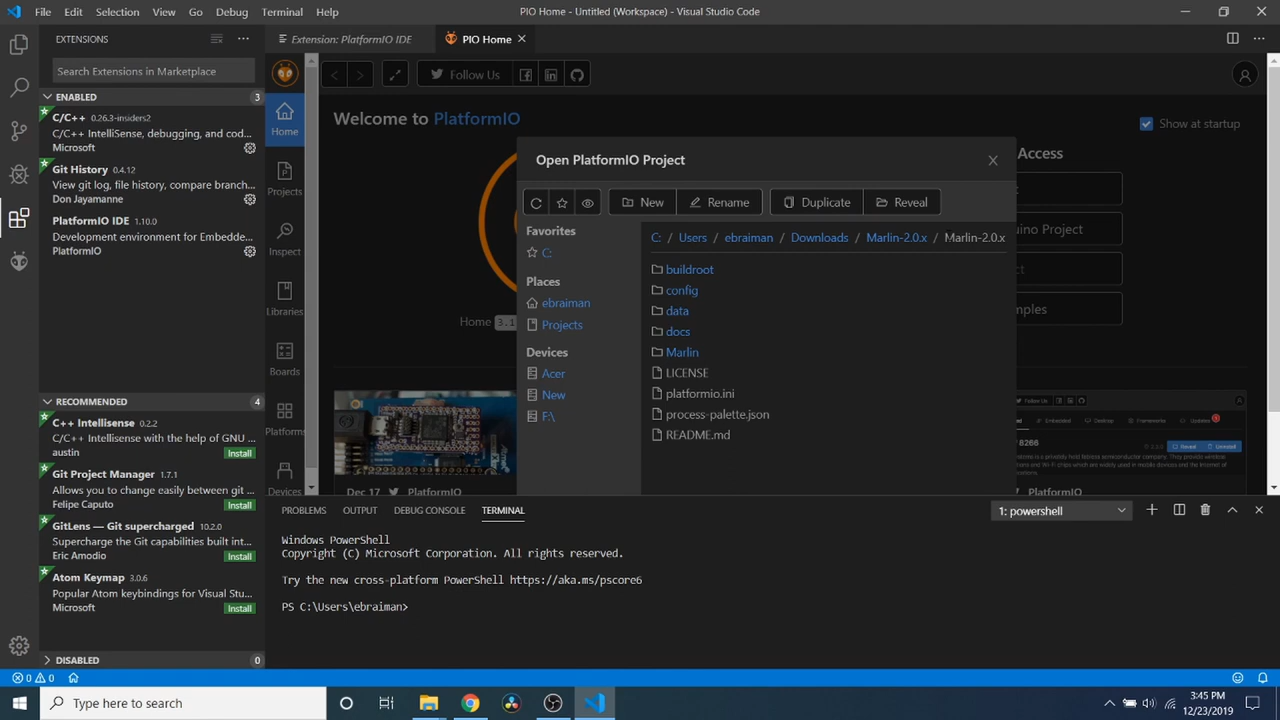 File Edit Selection View Go Debug Terminal Help PIO Home - Untitled (Workspace) - Visual Studio Code
EXTENSIONS
Extension: PlatformIO IDE
PIO Home
Search Extensions in Marketplace
ENABLED 3
C/C++ 0.26.3-insiders2
C/C++ IntelliSense, debugging, and cod...
Microsoft
Git History 0.4.12
View git log, file history, compare branch...
Don Jayamanne
PlatformIO IDE 1.10.0
Development environment for Embedde...
PlatformIO
RECOMMENDED 4
C++ Intellisense 0.2.2
C/C++ Intellisense with the help of GNU ...
austin Install
Git Project Manager 1.7.1
Allows you to change easily between git ...
Felipe Caputo Install
GitLens — Git supercharged 10.2.0
Supercharge the Git capabilities built int...
Eric Amodio Install
Atom Keymap 3.0.6
Popular Atom keybindings for Visual Stu...
Microsoft Install
DISABLED 0
Home
Projects
Inspect
Libraries
Boards
Platforms
Devices
Follow Us
Welcome to PlatformIO
Show at startup
Access
uino Project
mples
Home 3.1
Dec 17 PlatformIO
PlatformIO
Open PlatformIO Project
New Rename Duplicate Reveal
Favorites
C:
Places
ebraiman
Projects
Devices
Acer
New
F:\
C: / Users / ebraiman / Downloads / Marlin-2.0.x / Marlin-2.0.x
buildroot
config
data
docs
Marlin
LICENSE
platformio.ini
process-palette.json
README.md
PROBLEMS OUTPUT DEBUG CONSOLE TERMINAL 1: powershell
Windows PowerShell
Copyright (C) Microsoft Corporation. All rights reserved.
Try the new cross-platform PowerShell https://aka.ms/pscore6
PS C:\Users\ebraiman>
0 0
Type here to search
3:45 PM
12/23/2019